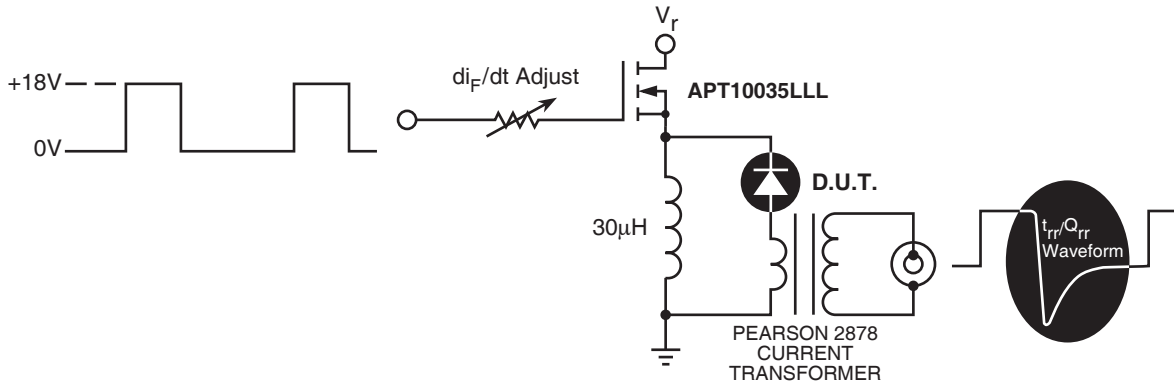 V_r
+18V
di_F/dt Adjust
APT10035LLL
0V
D.U.T.
30μH
t_rr/Q_rr
Waveform
PEARSON 2878
CURRENT
TRANSFORMER